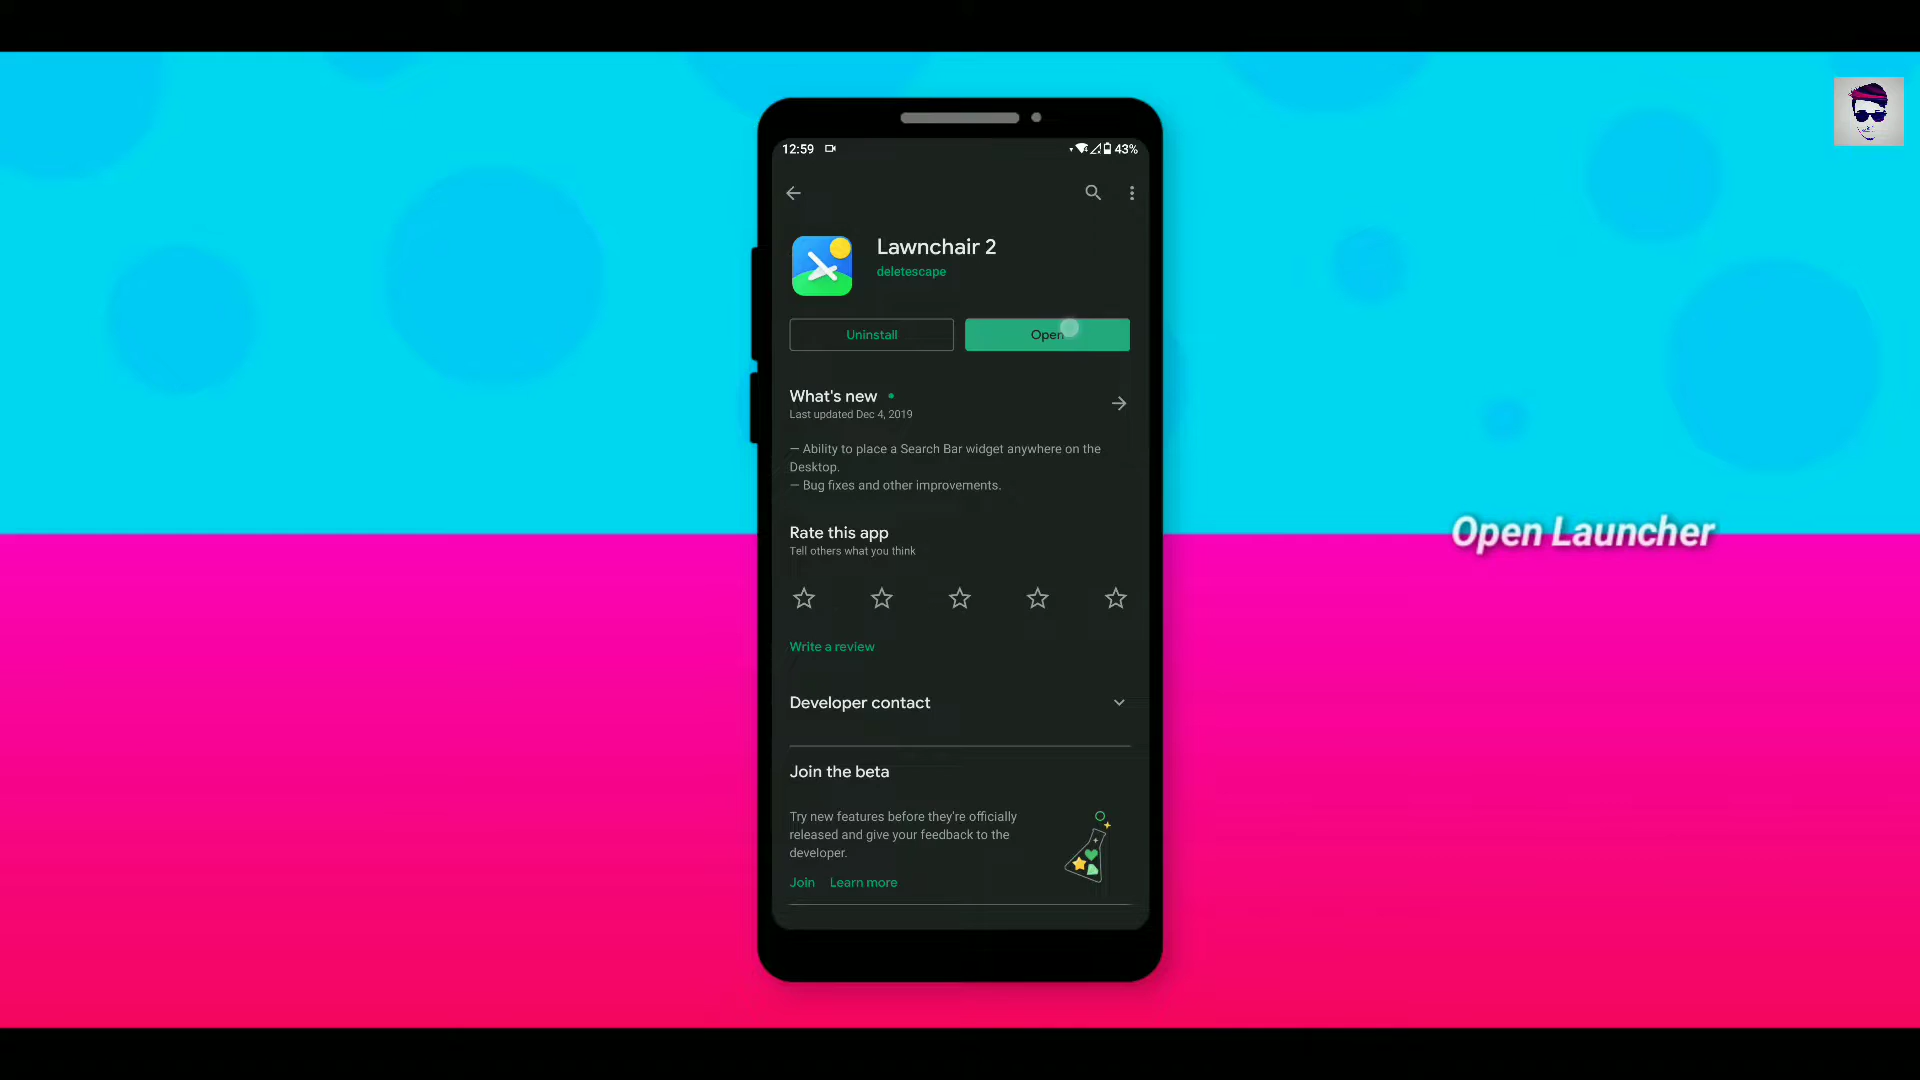 12:59
43%
Lawnchair 2
deletescape
Uninstall
Open
What's new
Last updated Dec 4, 2019
— Ability to place a Search Bar widget anywhere on the
Desktop.
— Bug fixes and other improvements.
Rate this app
Tell others what you think
Write a review
Developer contact
Join the beta
Try new features before they're officially
released and give your feedback to the
developer.
Join Learn more
Open Launcher